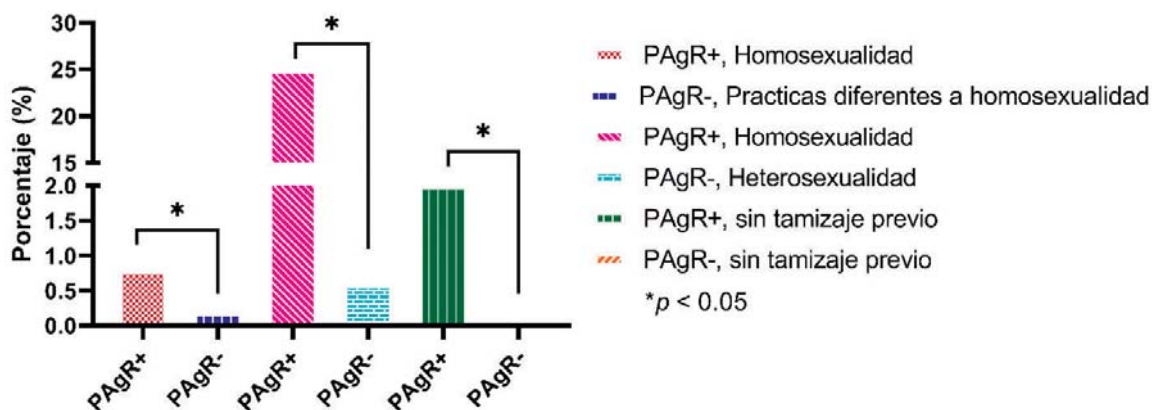 Porcentaje (%)
30
25
20
15
2.0
1.5
1.0
0.5
0.0
*
*
*
PAgR+
PAgR-
PAgR+
PAgR-
PAgR+
PAgR-
PAgR+, Homosexualidad
PAgR-, Practicas diferentes a homosexualidad
PAgR+, Homosexualidad
PAgR-, Heterosexualidad
PAgR+, sin tamizaje previo
PAgR-, sin tamizaje previo
*p < 0.05